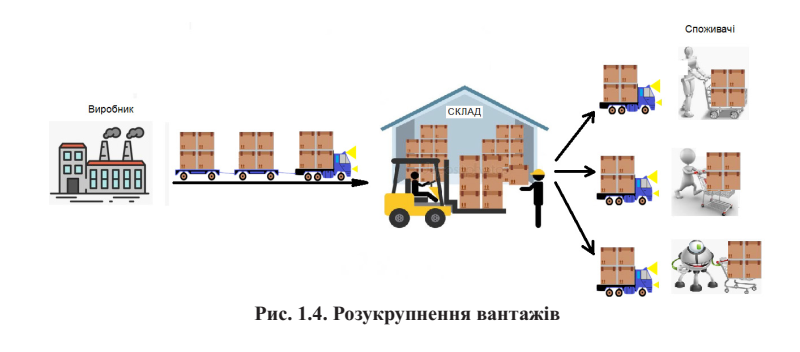 Споживачі
Виробник
СКЛАД
Рис. 1.4. Розукрупнення вантажів